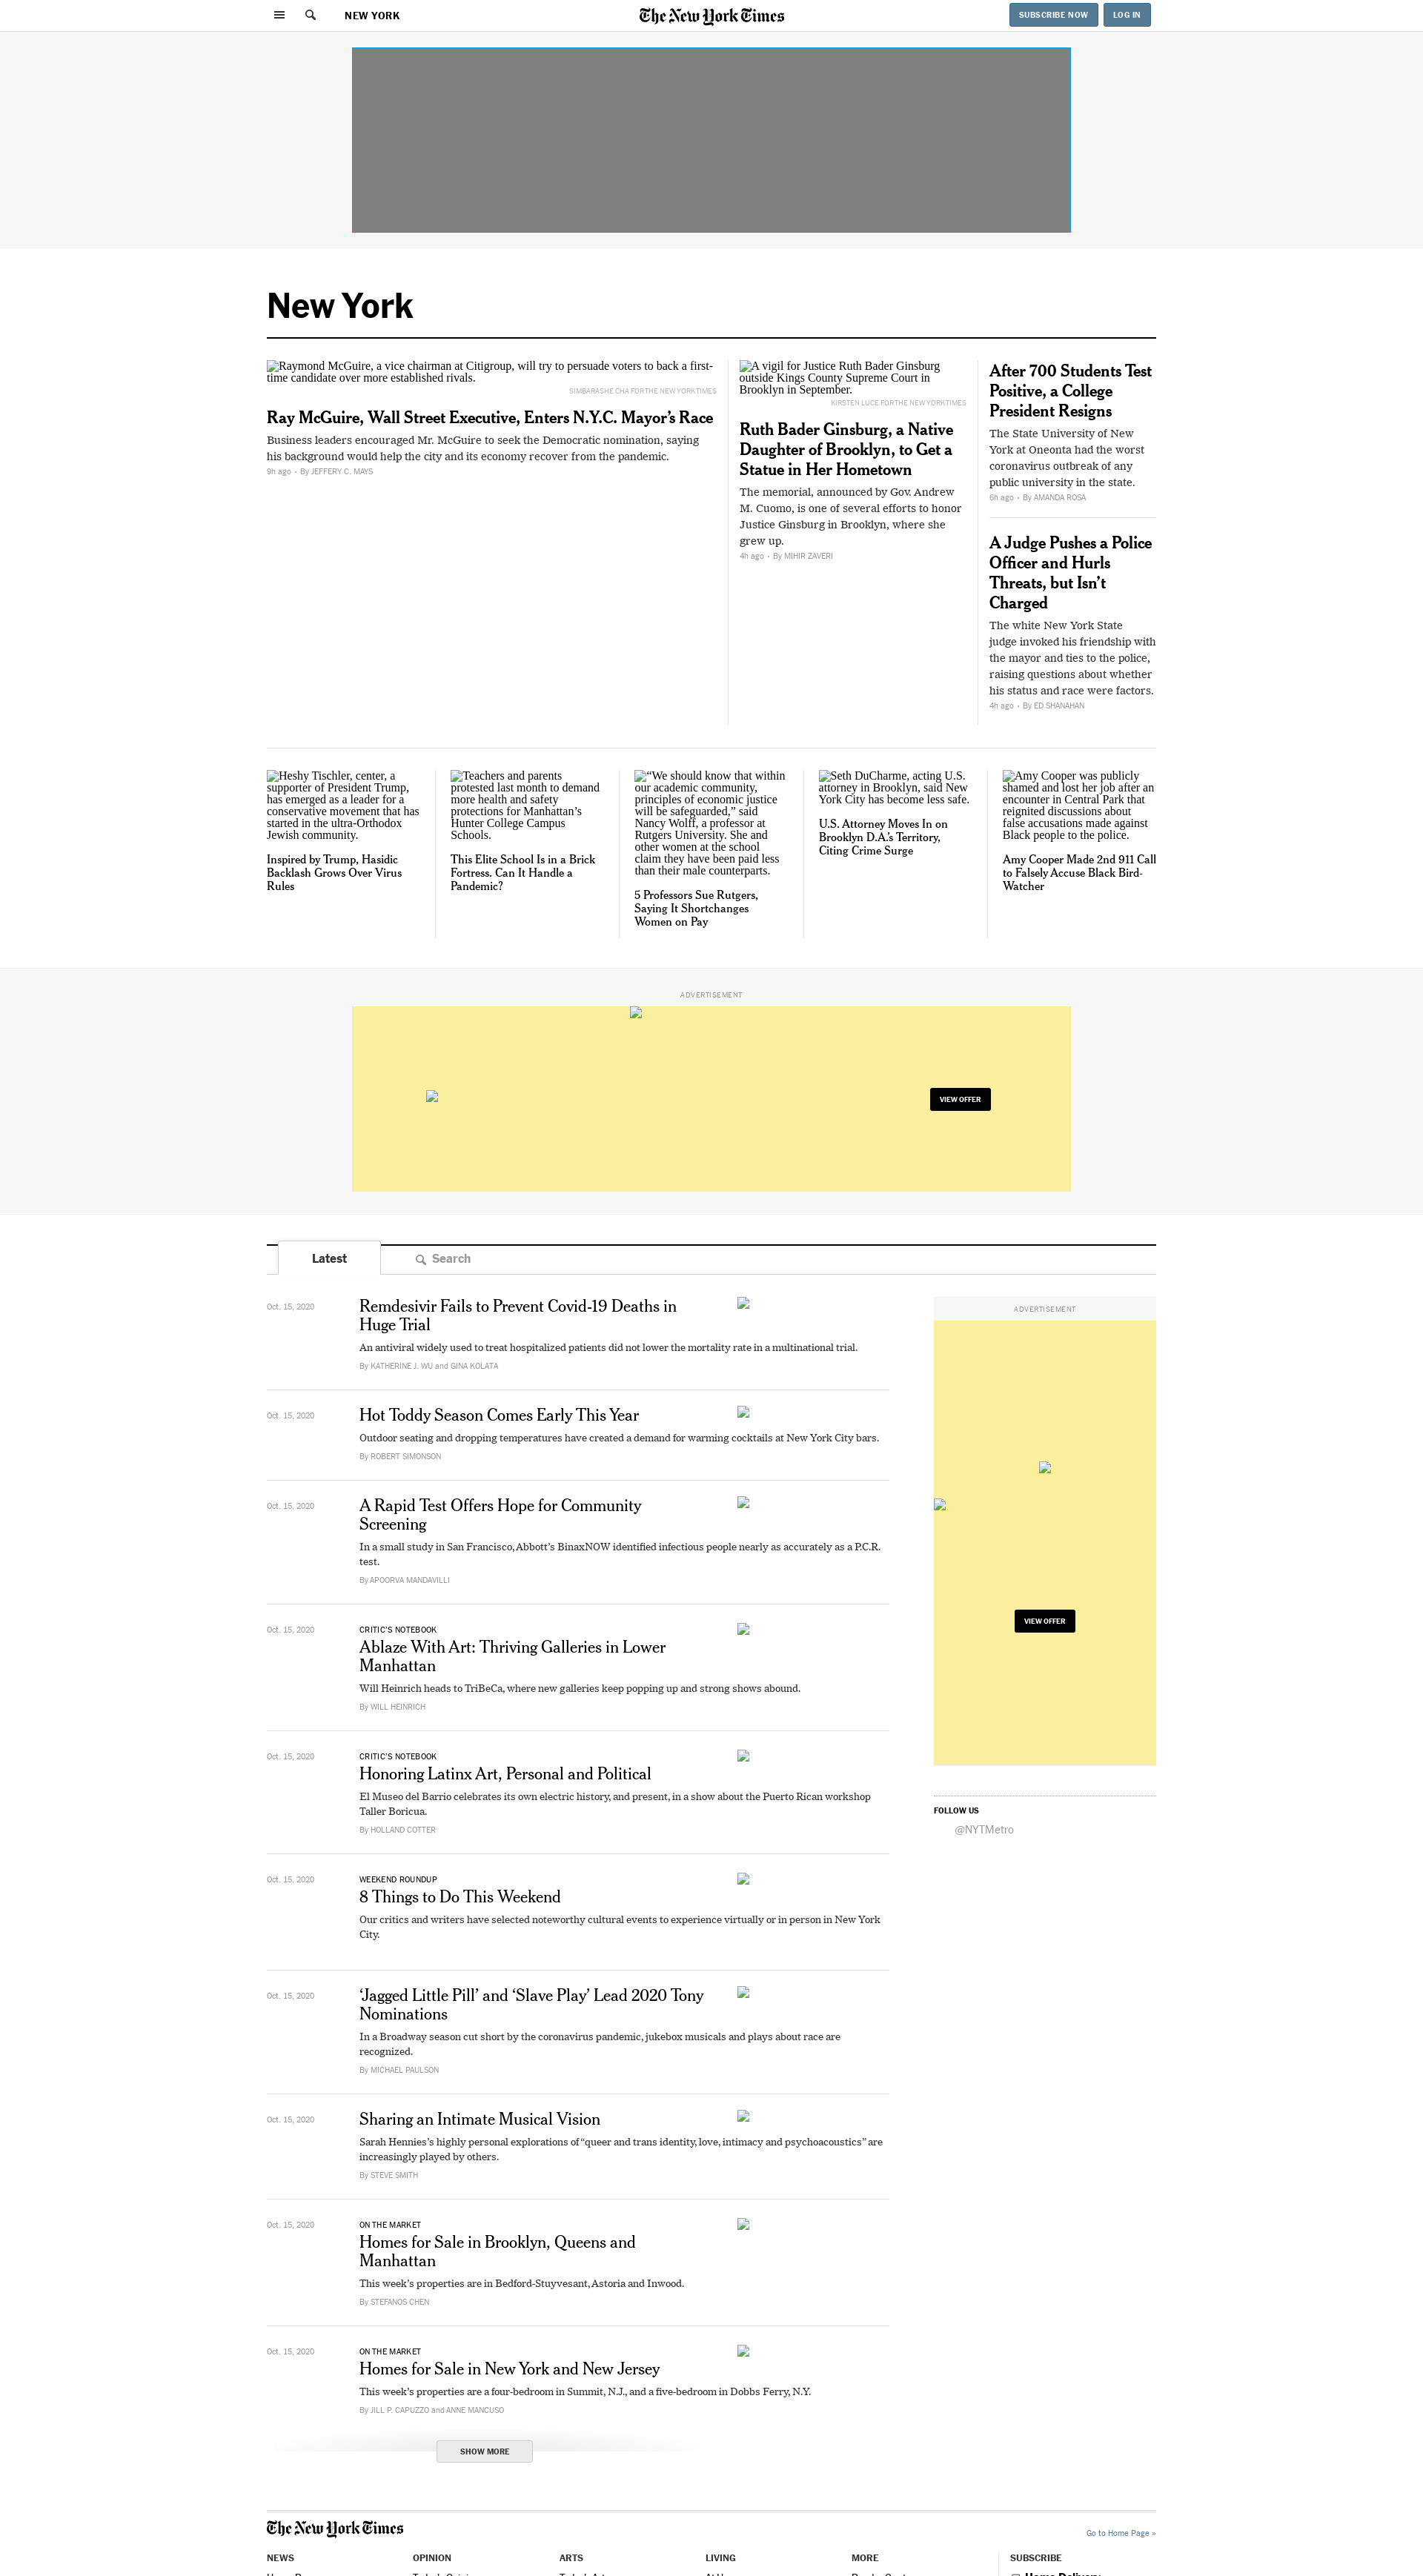 NEW YORK
The New York Times
SUBSCRIBE NOW
LOG IN
New York
Raymond McGuire, a vice chairman at Citigroup, will try to persuade voters to back a first-
time candidate over more established rivals.
SIMBARASHE CHA FOR THE NEW YORK TIMES
Ray McGuire, Wall Street Executive, Enters N.Y.C. Mayor’s Race
Business leaders encouraged Mr. McGuire to seek the Democratic nomination, saying
his background would help the city and its economy recover from the pandemic.
9h ago • By JEFFERY C. MAYS
A vigil for Justice Ruth Bader Ginsburg
outside Kings County Supreme Court in
Brooklyn in September.
KIRSTEN LUCE FOR THE NEW YORK TIMES
Ruth Bader Ginsburg, a Native
Daughter of Brooklyn, to Get a
Statue in Her Hometown
The memorial, announced by Gov. Andrew
M. Cuomo, is one of several efforts to honor
Justice Ginsburg in Brooklyn, where she
grew up.
4h ago • By MIHIR ZAVERI
After 700 Students Test
Positive, a College
President Resigns
The State University of New
York at Oneonta had the worst
coronavirus outbreak of any
public university in the state.
6h ago • By AMANDA ROSA
A Judge Pushes a Police
Officer and Hurls
Threats, but Isn’t
Charged
The white New York State
judge invoked his friendship with
the mayor and ties to the police,
raising questions about whether
his status and race were factors.
4h ago • By ED SHANAHAN
Heshy Tischler, center, a
supporter of President Trump,
has emerged as a leader for a
conservative movement that has
started in the ultra-Orthodox
Jewish community.
Inspired by Trump, Hasidic
Backlash Grows Over Virus
Rules
Teachers and parents
protested last month to demand
more health and safety
protections for Manhattan’s
Hunter College Campus
Schools.
This Elite School Is in a Brick
Fortress. Can It Handle a
Pandemic?
“We should know that within
our academic community,
principles of economic justice
will be safeguarded,” said
Nancy Wolff, a professor at
Rutgers University. She and
other women at the school
claim they have been paid less
than their male counterparts.
5 Professors Sue Rutgers,
Saying It Shortchanges
Women on Pay
Seth DuCharme, acting U.S.
attorney in Brooklyn, said New
York City has become less safe.
U.S. Attorney Moves In on
Brooklyn D.A.’s Territory,
Citing Crime Surge
Amy Cooper was publicly
shamed and lost her job after an
encounter in Central Park that
reignited discussions about
false accusations made against
Black people to the police.
Amy Cooper Made 2nd 911 Call
to Falsely Accuse Black Bird-
Watcher
ADVERTISEMENT
VIEW OFFER
Latest
Search
Oct. 15, 2020
Remdesivir Fails to Prevent Covid-19 Deaths in
Huge Trial
An antiviral widely used to treat hospitalized patients did not lower the mortality rate in a multinational trial.
By KATHERINE J. WU and GINA KOLATA
Oct. 15, 2020
Hot Toddy Season Comes Early This Year
Outdoor seating and dropping temperatures have created a demand for warming cocktails at New York City bars.
By ROBERT SIMONSON
Oct. 15, 2020
A Rapid Test Offers Hope for Community
Screening
In a small study in San Francisco, Abbott’s BinaxNOW identified infectious people nearly as accurately as a P.C.R.
test.
By APOORVA MANDAVILLI
Oct. 15, 2020
CRITIC’S NOTEBOOK
Ablaze With Art: Thriving Galleries in Lower
Manhattan
Will Heinrich heads to TriBeCa, where new galleries keep popping up and strong shows abound.
By WILL HEINRICH
Oct. 15, 2020
CRITIC’S NOTEBOOK
Honoring Latinx Art, Personal and Political
El Museo del Barrio celebrates its own electric history, and present, in a show about the Puerto Rican workshop
Taller Boricua.
By HOLLAND COTTER
Oct. 15, 2020
WEEKEND ROUNDUP
8 Things to Do This Weekend
Our critics and writers have selected noteworthy cultural events to experience virtually or in person in New York
City.
Oct. 15, 2020
‘Jagged Little Pill’ and ‘Slave Play’ Lead 2020 Tony
Nominations
In a Broadway season cut short by the coronavirus pandemic, jukebox musicals and plays about race are
recognized.
By MICHAEL PAULSON
Oct. 15, 2020
Sharing an Intimate Musical Vision
Sarah Hennies’s highly personal explorations of “queer and trans identity, love, intimacy and psychoacoustics” are
increasingly played by others.
By STEVE SMITH
Oct. 15, 2020
ON THE MARKET
Homes for Sale in Brooklyn, Queens and
Manhattan
This week’s properties are in Bedford-Stuyvesant, Astoria and Inwood.
By STEFANOS CHEN
Oct. 15, 2020
ON THE MARKET
Homes for Sale in New York and New Jersey
This week’s properties are a four-bedroom in Summit, N.J., and a five-bedroom in Dobbs Ferry, N.Y.
By JILL P. CAPUZZO and ANNE MANCUSO
SHOW MORE
ADVERTISEMENT
VIEW OFFER
FOLLOW US
@NYTMetro
The New York Times
Go to Home Page »
NEWS
OPINION
ARTS
LIVING
MORE
SUBSCRIBE